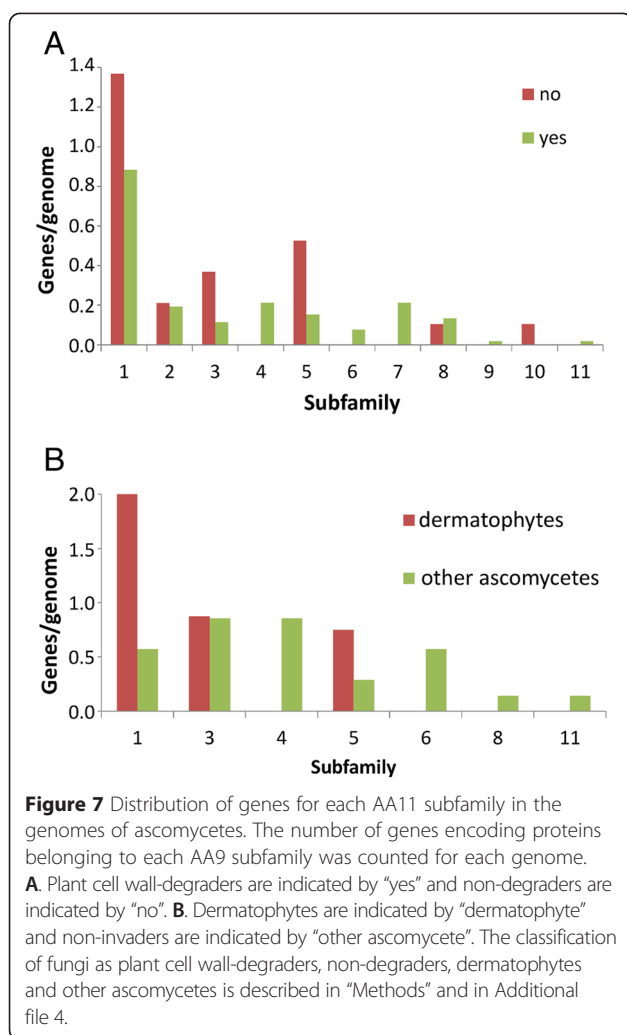 A
1.4
1.2
1.0
0.8
0.6
0.4
0.2
0.0
Genes/genome
no
yes
1 2 3 4 5 6 7 8 9 10 11
Subfamily
B
2.0
1.5
1.0
0.5
0.0
Genes/genome
dermatophytes
other ascomycetes
1 3 4 5 6 8 11
Subfamily
Figure 7 Distribution of genes for each AA11 subfamily in the
genomes of ascomycetes. The number of genes encoding proteins
belonging to each AA9 subfamily was counted for each genome.
A. Plant cell wall-degraders are indicated by “yes” and non-degraders are
indicated by “no”. B. Dermatophytes are indicated by “dermatophyte”
and non-invaders are indicated by “other ascomycete”. The classification
of fungi as plant cell wall-degraders, non-degraders, dermatophytes
and other ascomycetes is described in “Methods” and in Additional
file 4.